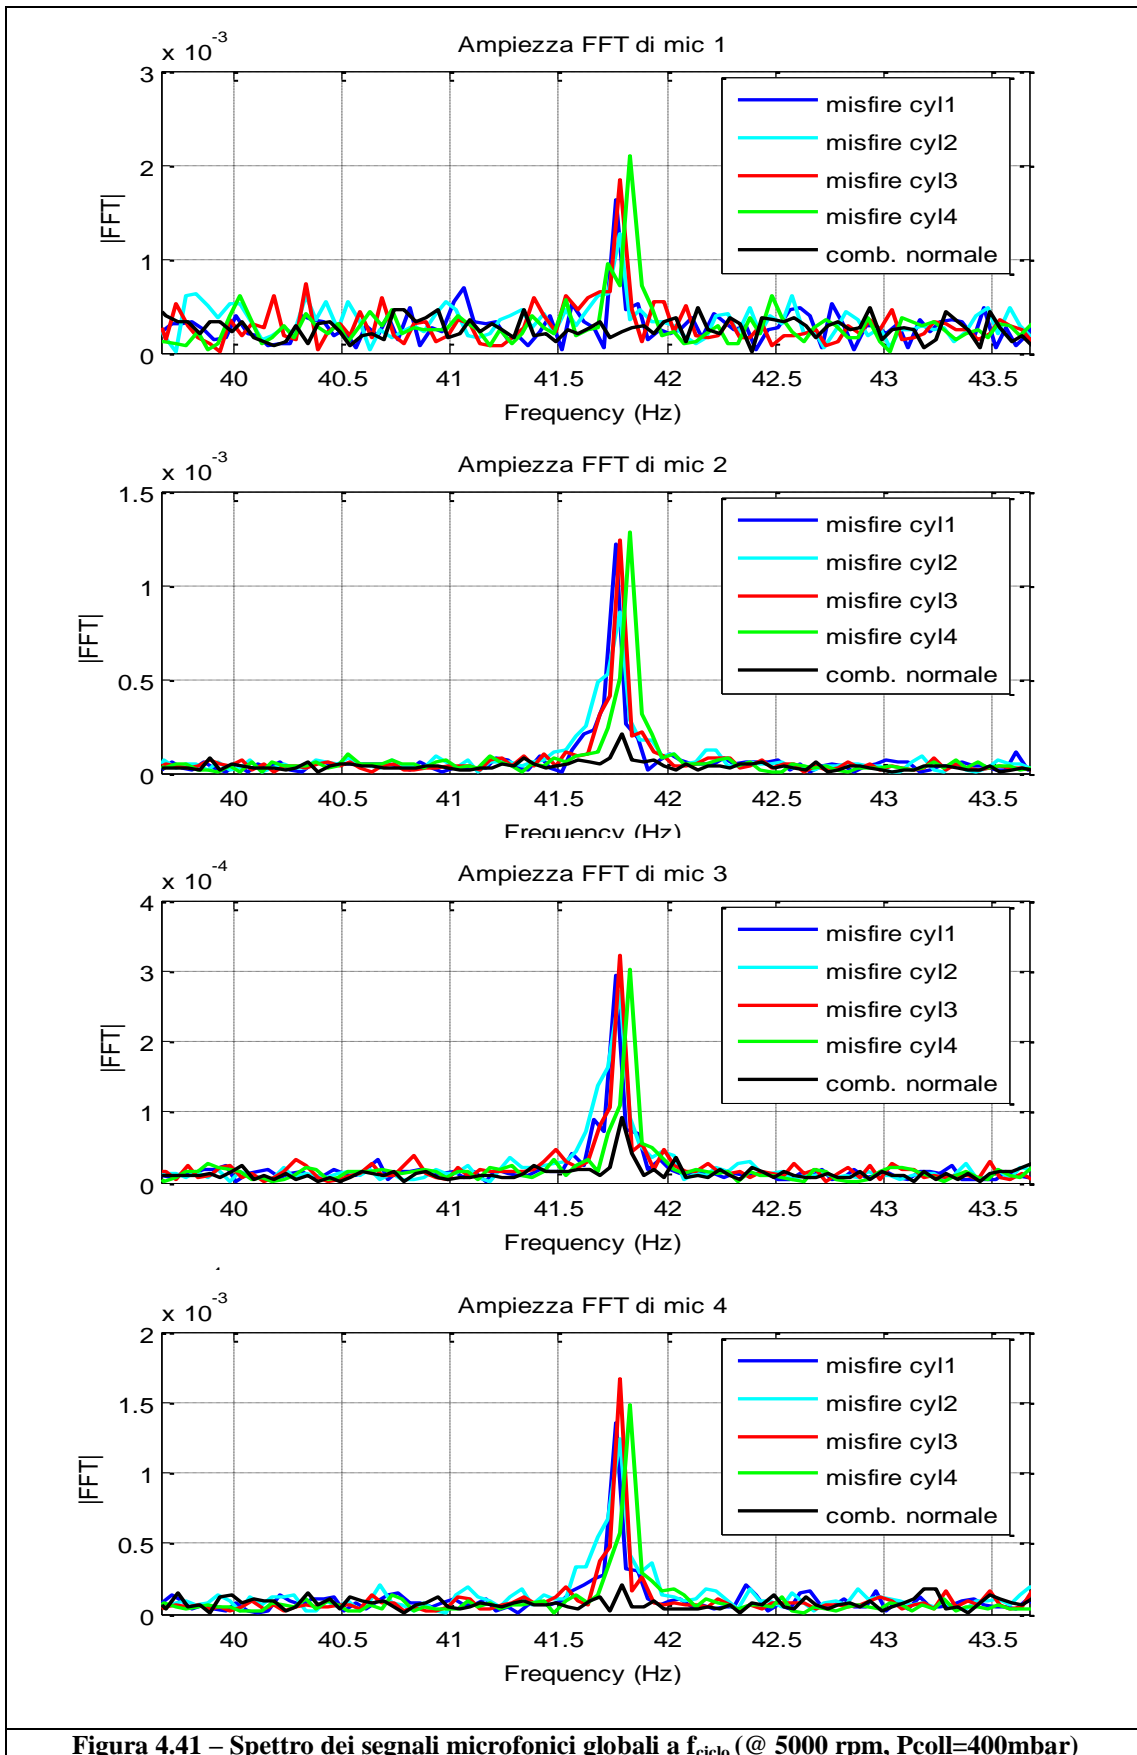 Ampiezza FFT di mic 1
x 10-3
3
2
1
0
|FFT|
misfire cyl1
misfire cyl2
misfire cyl3
misfire cyl4
comb. normale
40 40.5 41 41.5 42 42.5 43 43.5
Frequency (Hz)
Ampiezza FFT di mic 2
x 10-3
1.5
1
0.5
0
|FFT|
misfire cyl1
misfire cyl2
misfire cyl3
misfire cyl4
comb. normale
40 40.5 41 41.5 42 42.5 43 43.5
Frequency (Hz)
Ampiezza FFT di mic 3
x 10-4
4
3
2
1
0
|FFT|
misfire cyl1
misfire cyl2
misfire cyl3
misfire cyl4
comb. normale
40 40.5 41 41.5 42 42.5 43 43.5
Frequency (Hz)
Ampiezza FFT di mic 4
x 10-3
2
1.5
1
0.5
0
|FFT|
misfire cyl1
misfire cyl2
misfire cyl3
misfire cyl4
comb. normale
40 40.5 41 41.5 42 42.5 43 43.5
Frequency (Hz)
Figura 4.41 – Spettro dei segnali microfonici globali a fciclo (@ 5000 rpm, Pcoll=400mbar)